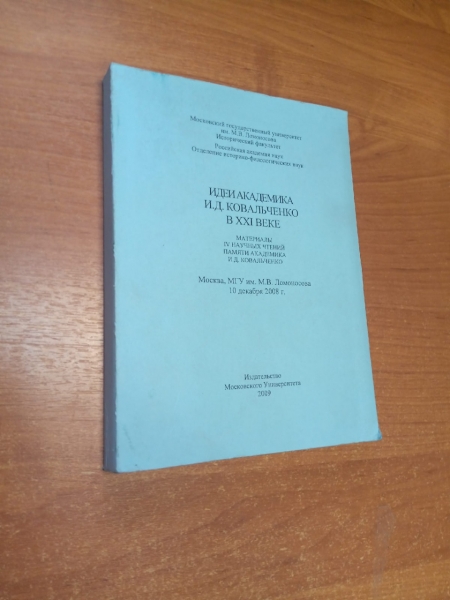 Московский государственный университет
им. М.В. Ломоносова
Исторический факультет
Российская академия наук
Отделение историко-филологических наук
ИДЕИ АКАДЕМИКА
И.Д. КОВАЛЬЧЕНКО
В XXI ВЕКЕ
МАТЕРИАЛЫ
IV НАУЧНЫХ ЧТЕНИЙ
ПАМЯТИ АКАДЕМИКА
И.Д. КОВАЛЬЧЕНКО
Москва, МГУ им. М.В. Ломоносова
10 декабря 2008 г.
Издательство
Московского Университета
2009